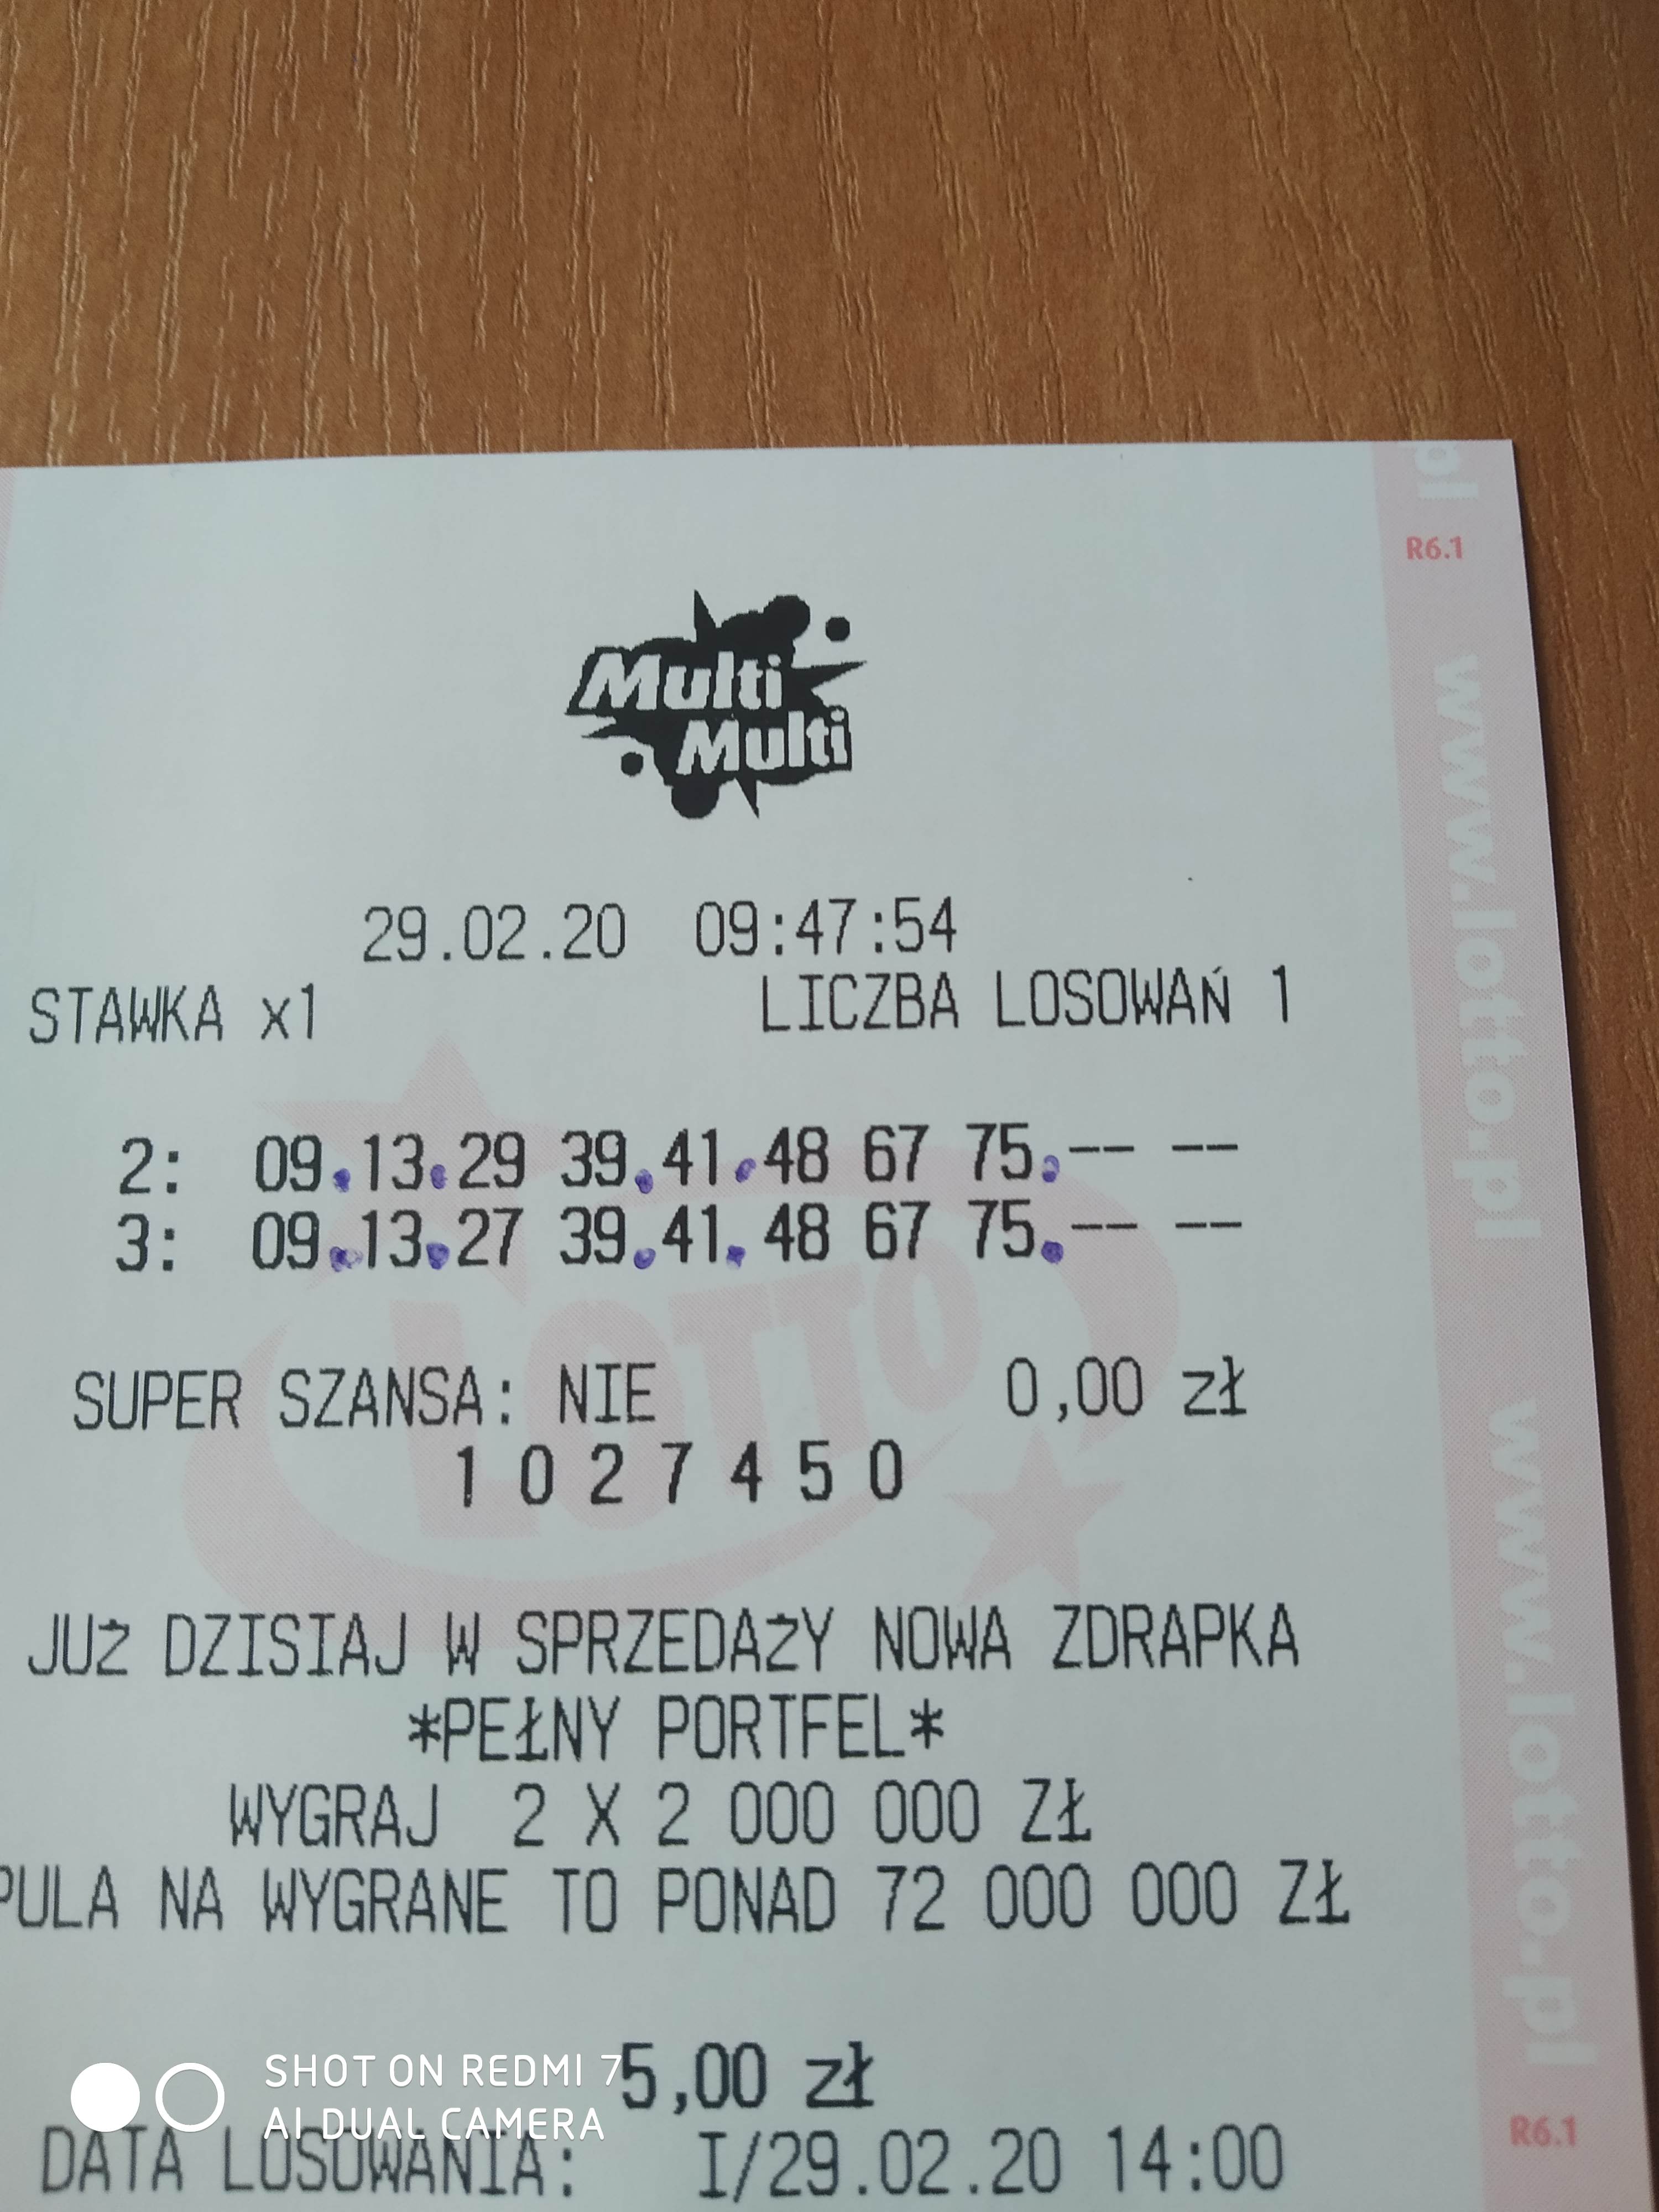 pl
R6.1
Multi
Multi
29.02.20 09:47:54
STAWKA x1 LICZBA LOSOWAŃ 1
2: 09 13 29 39 41 48 67 75 -- --
3: 09 13 27 39 41 48 67 75 -- --
LOTTO
SUPER SZANSA: NIE 0,00 zł
1 0 2 7 4 5 0
JUŻ DZISIAJ W SPRZEDAŻY NOWA ZDRAPKA
*PEŁNY PORTFEL*
WYGRAJ 2 X 2 000 000 ZŁ
PULA NA WYGRANE TO PONAD 72 000 000 ZŁ
5,00 zł
DATA LOSOWANIA: I/29.02.20 14:00
www.lotto.pl
www.lotto.pl
R6.1
SHOT ON REDMI 7
AI DUAL CAMERA